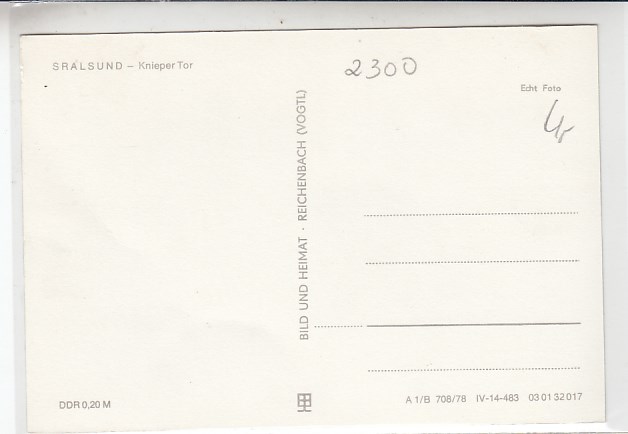 SRALSUND – Knieper Tor
2300
Echt Foto
BILD UND HEIMAT · REICHENBACH (VOGTL)
DDR 0,20 M
A 1/B 708/78 IV-14-483 03 01 32 017